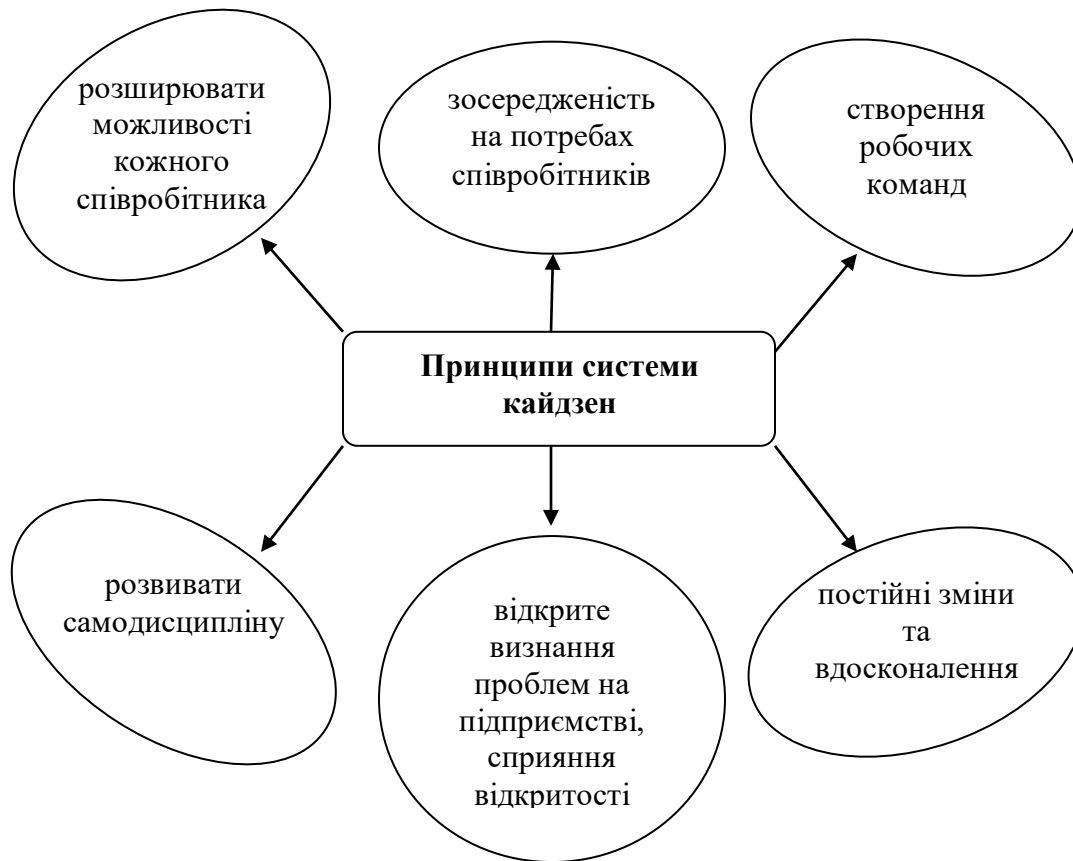 розширювати
можливості
кожного
співробітника
зосередженість
на потребах
співробітників
створення
робочих
команд
Принципи системи
кайдзен
розвивати
самодисципліну
відкрите
визнання
проблем на
підприємстві,
сприяння
відкритості
постійні зміни
та
вдосконалення